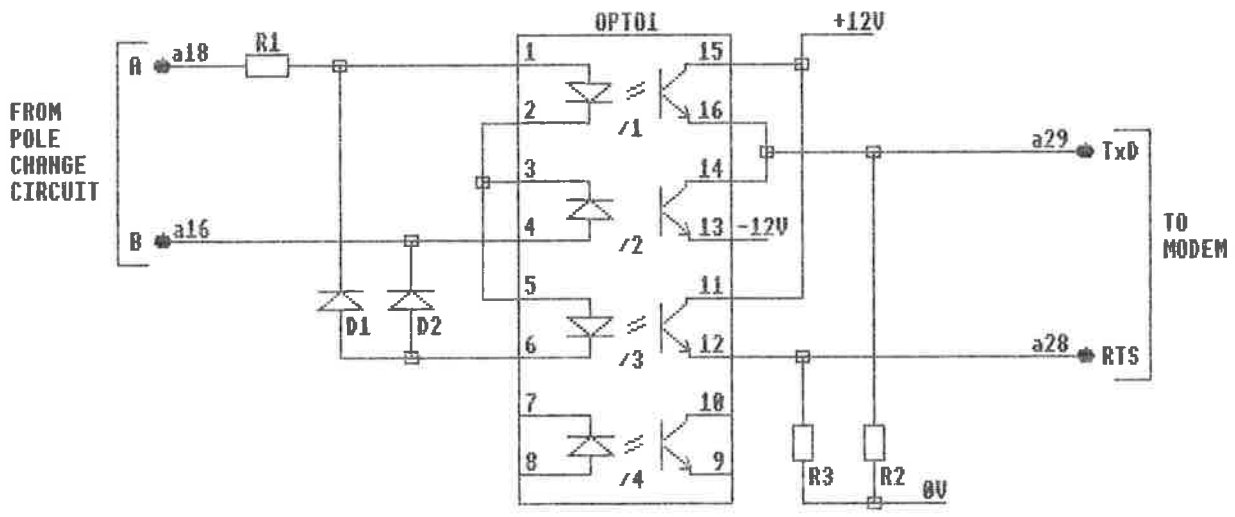 OPTO1
+12V
A
a18
R1
1
15
FROM
POLE
CHANGE
CIRCUIT
2
/1
16
a29
TxD
3
14
B
a16
4
/2
13
-12V
TO
MODEM
5
11
D1
D2
6
/3
12
a28
RTS
7
10
8
/4
9
R3
R2
0V